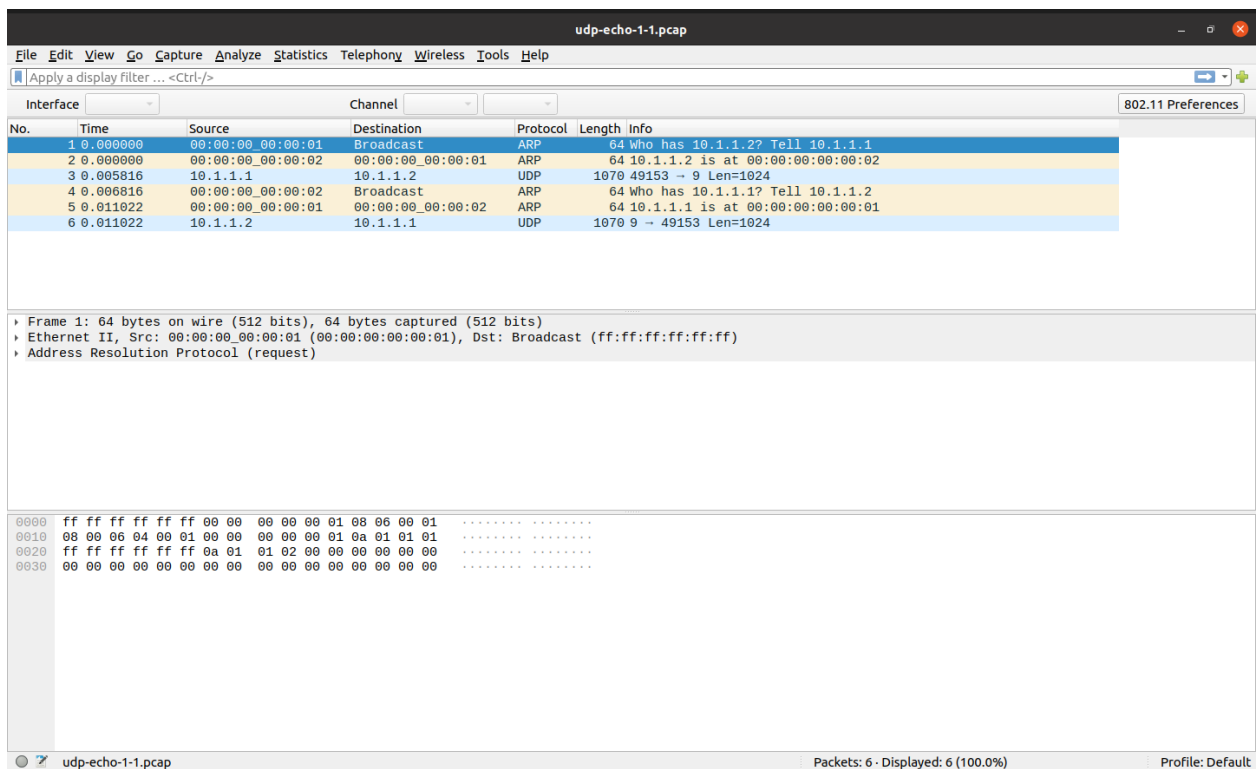 udp-echo-1-1.pcap
File Edit View Go Capture Analyze Statistics Telephony Wireless Tools Help
Apply a display filter … <Ctrl-/>
Interface Channel 802.11 Preferences
No. Time Source Destination Protocol Length Info
1 0.000000 00:00:00_00:00:01 Broadcast ARP 64 Who has 10.1.1.2? Tell 10.1.1.1
2 0.000000 00:00:00_00:00:02 00:00:00_00:00:01 ARP 64 10.1.1.2 is at 00:00:00:00:00:02
3 0.005816 10.1.1.1 10.1.1.2 UDP 1070 49153 → 9 Len=1024
4 0.006816 00:00:00_00:00:02 Broadcast ARP 64 Who has 10.1.1.1? Tell 10.1.1.2
5 0.011022 00:00:00_00:00:01 00:00:00_00:00:02 ARP 64 10.1.1.1 is at 00:00:00:00:00:01
6 0.011022 10.1.1.2 10.1.1.1 UDP 1070 9 → 49153 Len=1024
Frame 1: 64 bytes on wire (512 bits), 64 bytes captured (512 bits)
Ethernet II, Src: 00:00:00_00:00:01 (00:00:00:00:00:01), Dst: Broadcast (ff:ff:ff:ff:ff:ff)
Address Resolution Protocol (request)
0000 ff ff ff ff ff ff 00 00 00 00 00 01 08 06 00 01 ········ ········
0010 08 00 06 04 00 01 00 00 00 00 00 01 0a 01 01 01 ········ ········
0020 ff ff ff ff ff ff 0a 01 01 02 00 00 00 00 00 00 ········ ········
0030 00 00 00 00 00 00 00 00 00 00 00 00 00 00 00 00 ········ ········
udp-echo-1-1.pcap Packets: 6 · Displayed: 6 (100.0%) Profile: Default